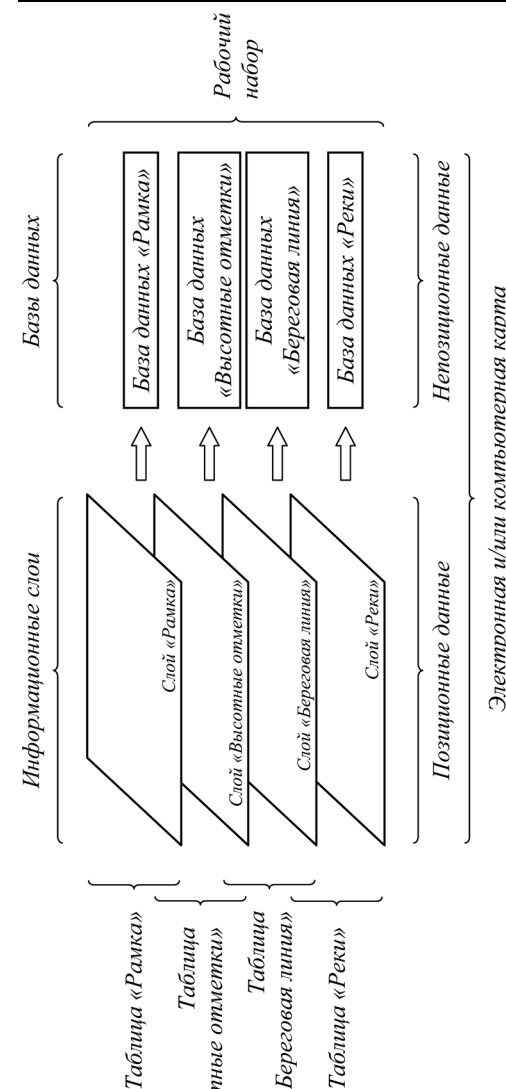 Информационные слои
Базы данных
Таблица «Рамка»
Слой «Рамка»
База данных «Рамка»
Таблица
тные отметки»
Слой «Высотные отметки»
База данных
«Высотные отметки»
Таблица
Береговая линия»
Слой «Береговая линия»
База данных
«Береговая линия»
Таблица «Реки»
Слой «Реки»
База данных «Реки»
Рабочий
набор
Позиционные данные
Непозиционные данные
Электронная и/или компьютерная карта